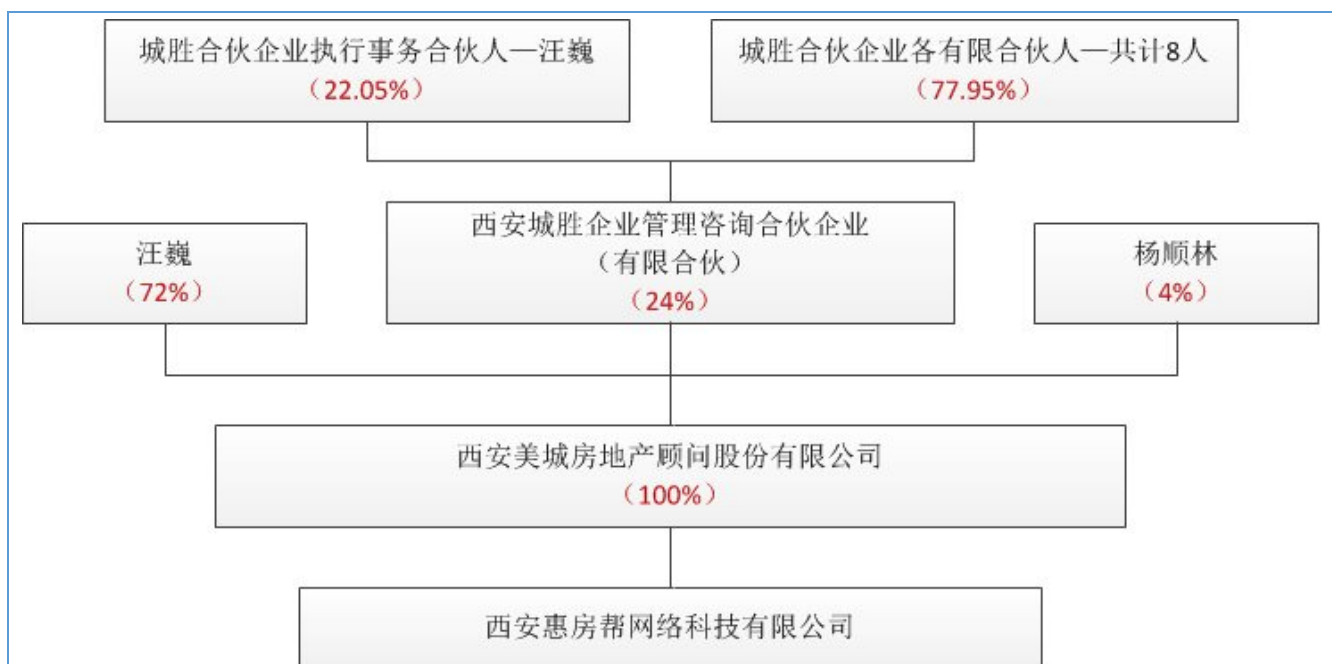 城胜合伙企业执行事务合伙人—汪巍
（22.05%）
城胜合伙企业各有限合伙人—共计8人
（77.95%）
汪巍
（72%）
西安城胜企业管理咨询合伙企业
（有限合伙）
（24%）
杨顺林
（4%）
西安美城房地产顾问股份有限公司
（100%）
西安惠房帮网络科技有限公司